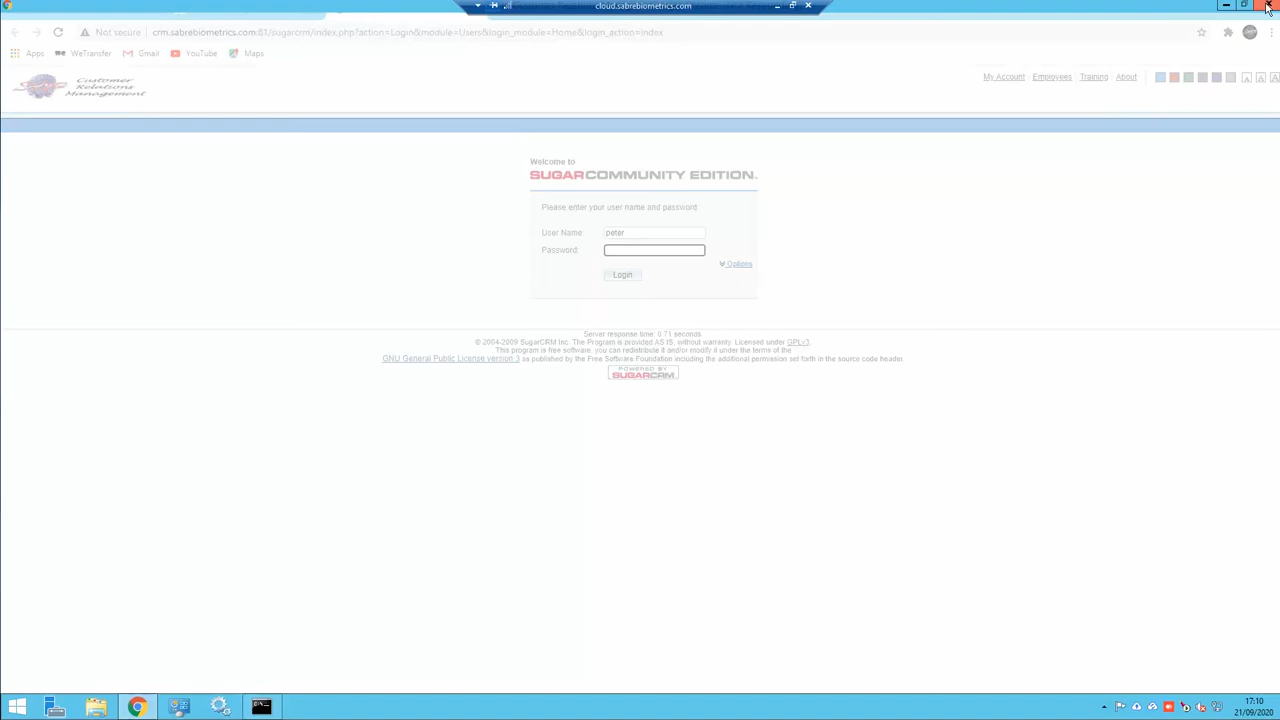 cloud.sabrebiometrics.com
Not secure crm.sabrebiometrics.com:81/sugarcrm/index.php?action=Login&module=Users&login_module=Home&login_action=index
Apps WeTransfer Gmail YouTube Maps
Customer
Relations
Management
My Account Employees Training About
A A A
Welcome to
SUGARCOMMUNITY EDITION.
Please enter your user name and password
User Name: peter
Password:
Options
Login
Server response time: 0.71 seconds.
© 2004-2009 SugarCRM Inc. The Program is provided AS IS, without warranty. Licensed under GPLv3.
This program is free software; you can redistribute it and/or modify it under the terms of the
GNU General Public License version 3 as published by the Free Software Foundation including the additional permission set forth in the source code header.
POWERED BY
SUGARCRM
17:10
21/09/2020